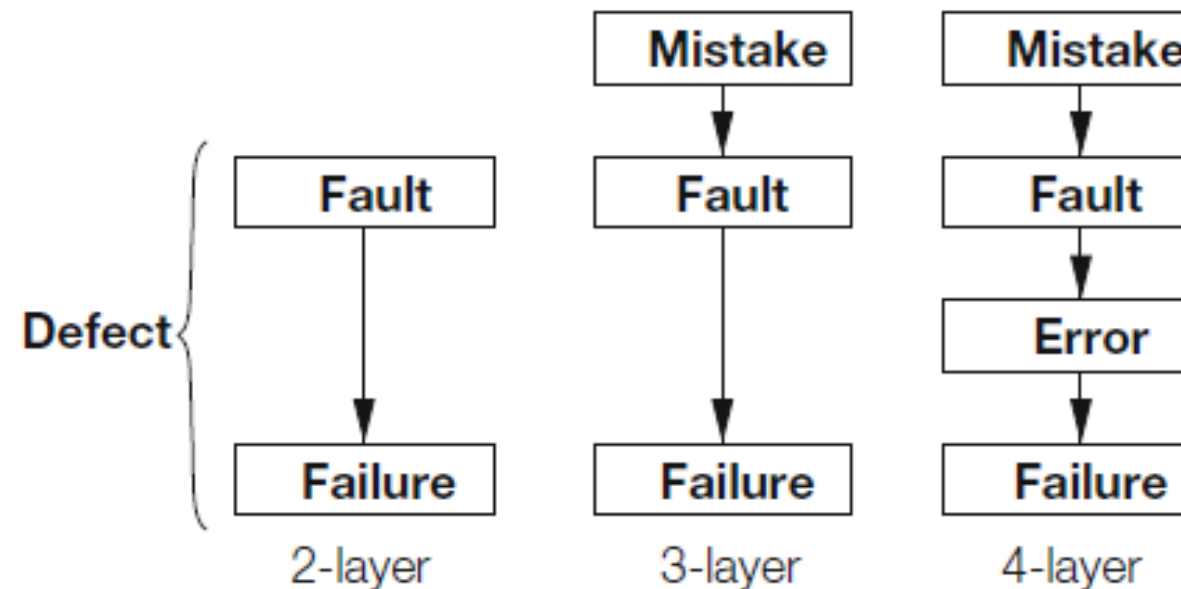 Mistake
Mistake
Fault
Fault
Fault
Defect
Error
Failure
Failure
Failure
2-layer
3-layer
4-layer